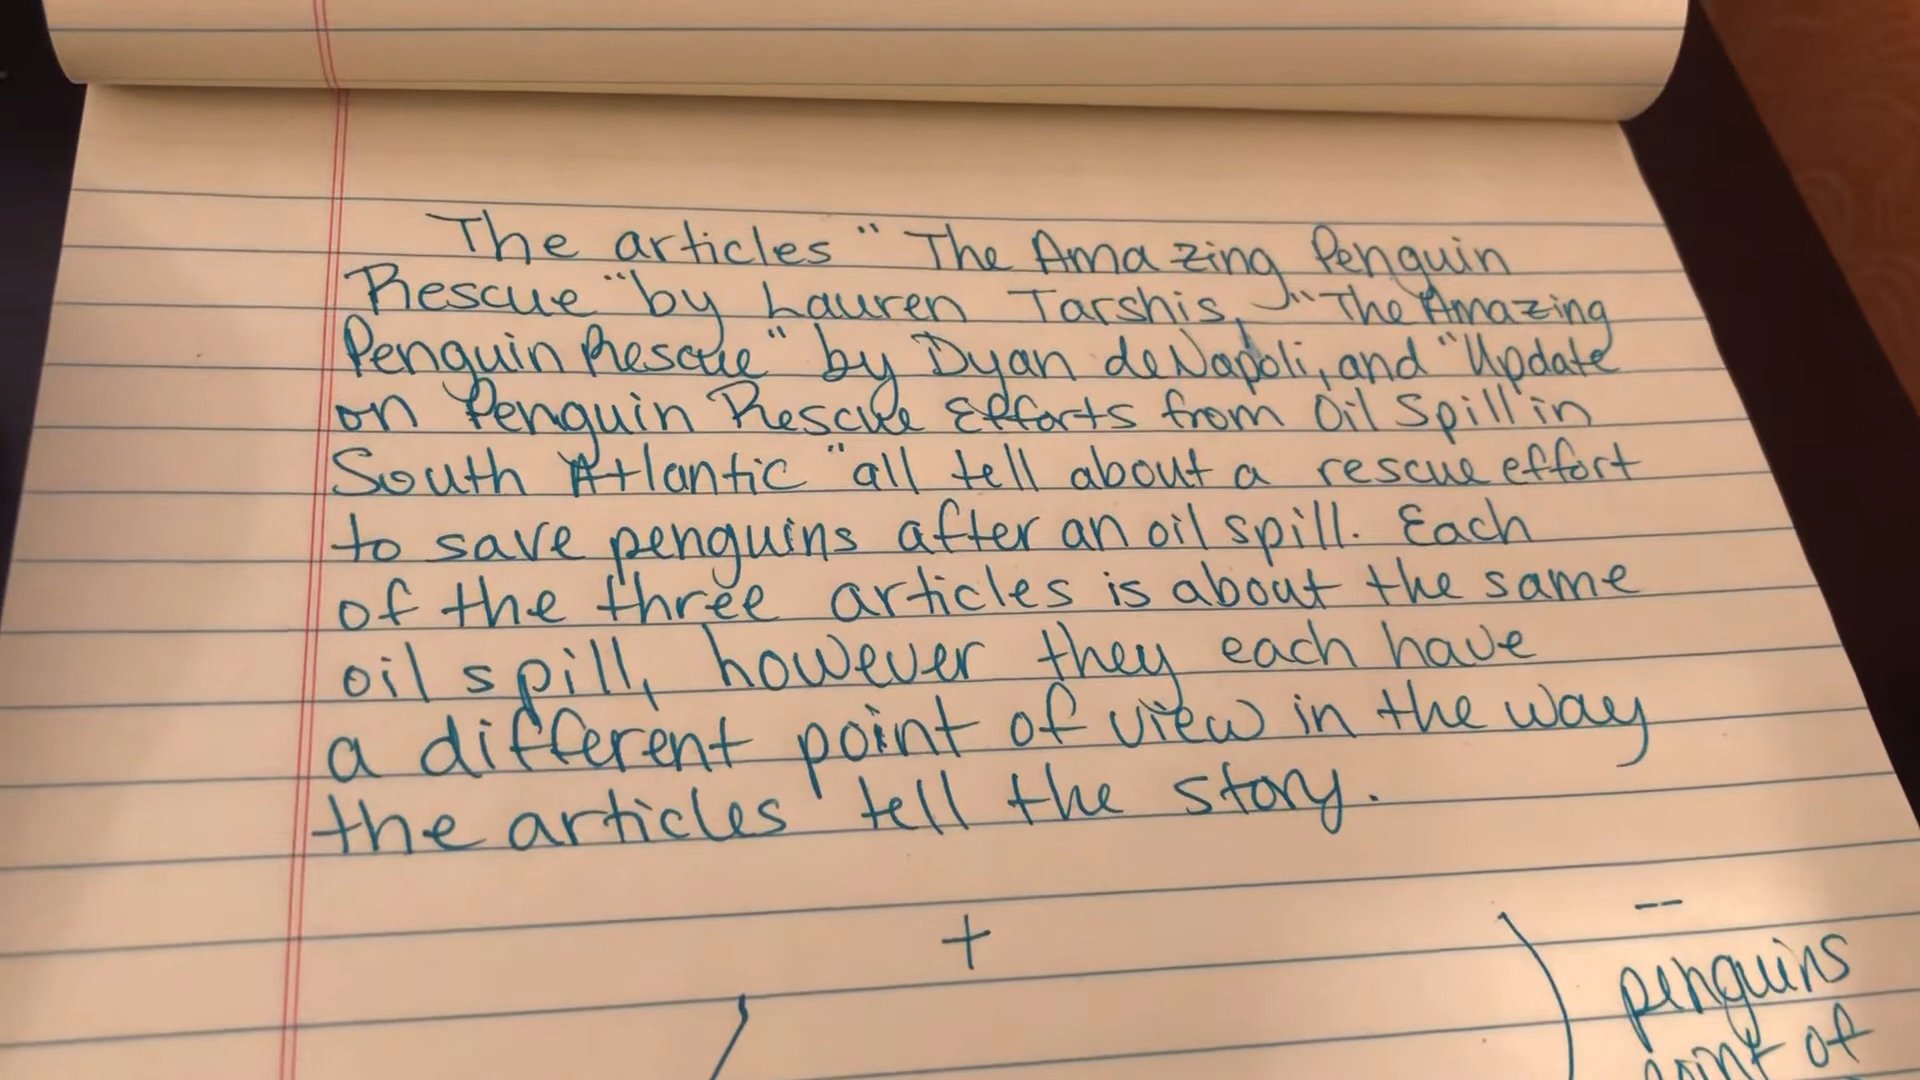 The articles "The Amazing Penguin
Rescue" by Lauren Tarshis, "The Amazing
Penguin Rescue" by Dyan deNapoli, and "Update
on Penguin Rescue Efforts from Oil Spill in
South Atlantic" all tell about a rescue effort
to save penguins after an oil spill. Each
of the three articles is about the same
oil spill, however they each have
a different point of view in the way
the articles tell the story.
+
--
penguins
point of